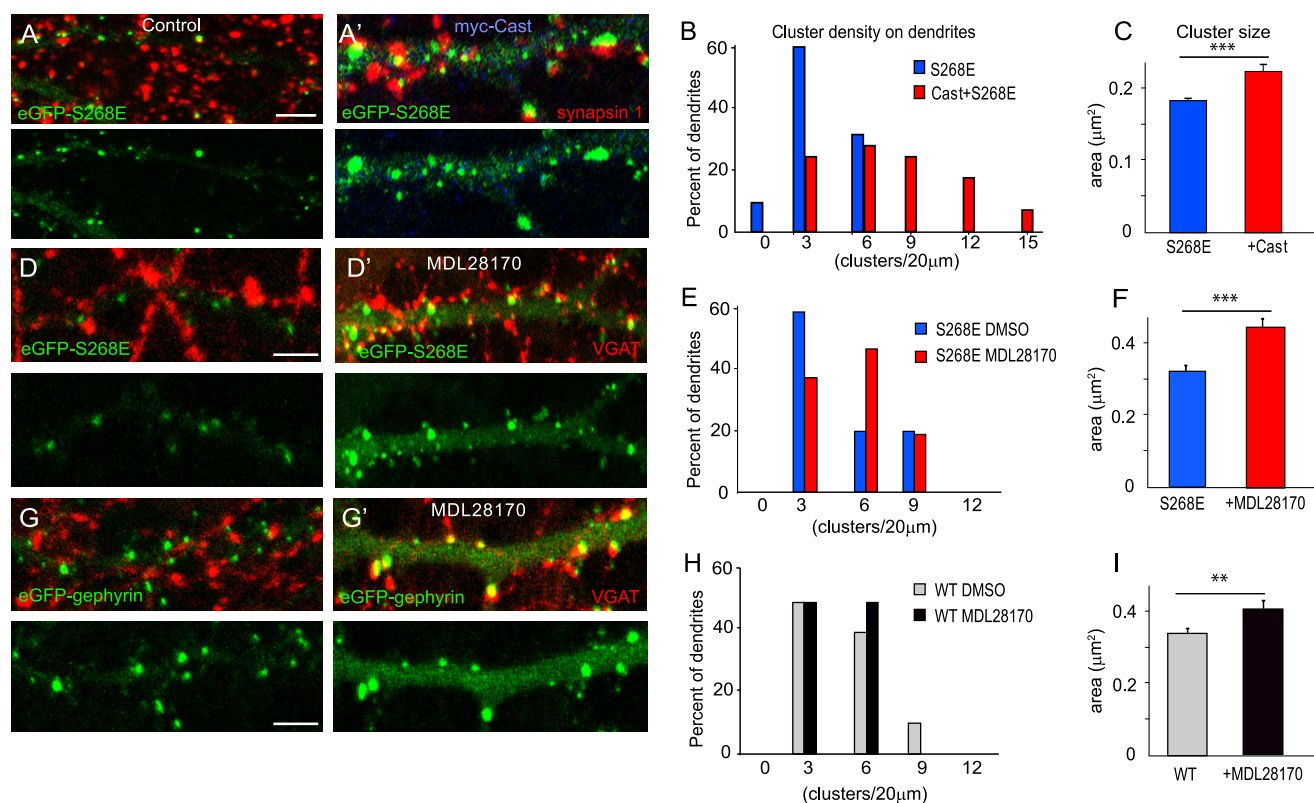 A Control
eGFP-S268E
A' myc-Cast
eGFP-S268E synapsin 1
B Cluster density on dendrites
Percent of dendrites
60
40
20
0
S268E
Cast+S268E
0 3 6 9 12 15
(clusters/20μm)
C Cluster size
***
area (μm²)
0.2
0.1
0
S268E +Cast
D
eGFP-S268E
D' MDL28170
eGFP-S268E VGAT
E
Percent of dendrites
60
40
20
0
S268E DMSO
S268E MDL28170
0 3 6 9 12
(clusters/20μm)
F
***
area (μm²)
0.4
0.2
0
S268E +MDL28170
G
eGFP-gephyrin
G' MDL28170
eGFP-gephyrin VGAT
H
Percent of dendrites
60
40
20
0
WT DMSO
WT MDL28170
0 3 6 9 12
(clusters/20μm)
I
**
area (μm²)
0.4
0.2
0
WT +MDL28170